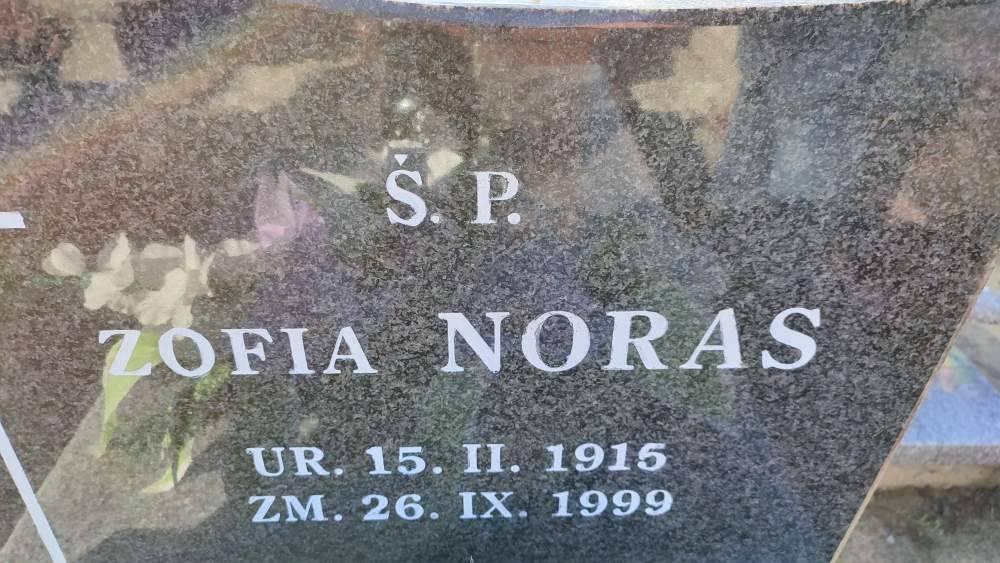 Š. P.
ZOFIA NORAS
UR. 15. II. 1915
ZM. 26. IX. 1999